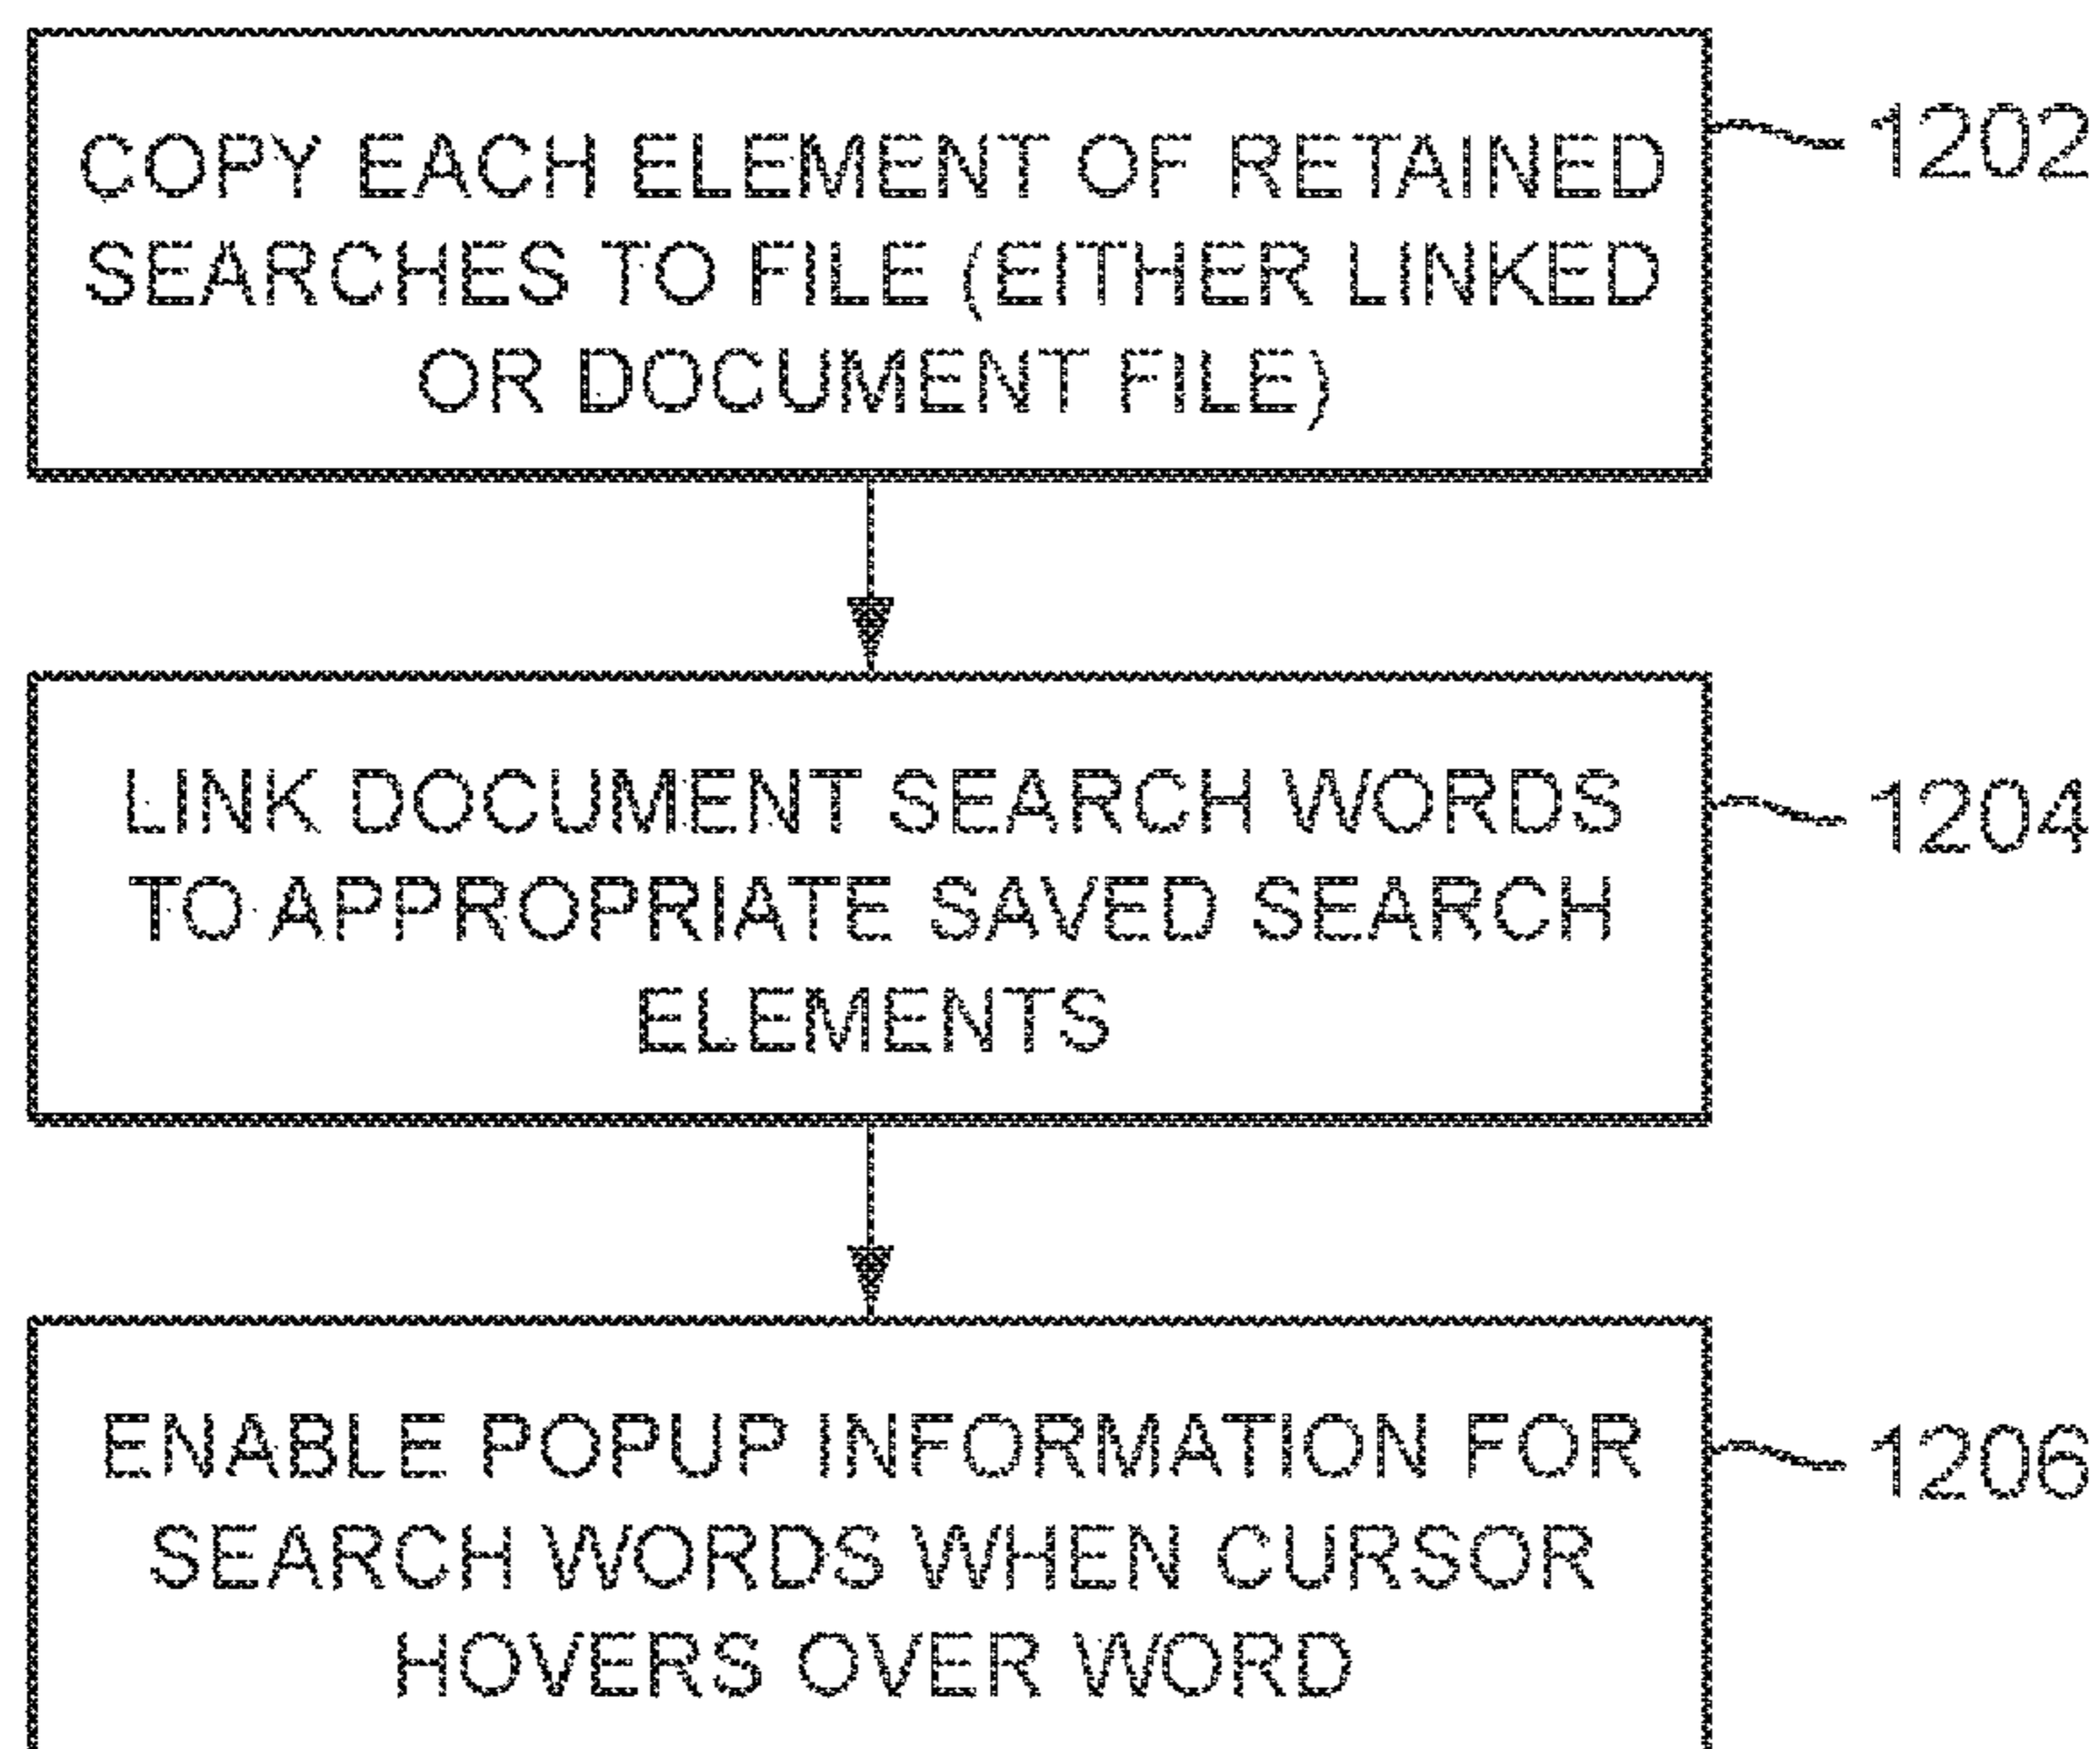 COPY EACH ELEMENT OF RETAINED
SEARCHES TO FILE (EITHER LINKED
OR DOCUMENT FILE)
1202
LINK DOCUMENT SEARCH WORDS
TO APPROPRIATE SAVED SEARCH
ELEMENTS
1204
ENABLE POPUP INFORMATION FOR
SEARCH WORDS WHEN CURSOR
HOVERS OVER WORD
1206